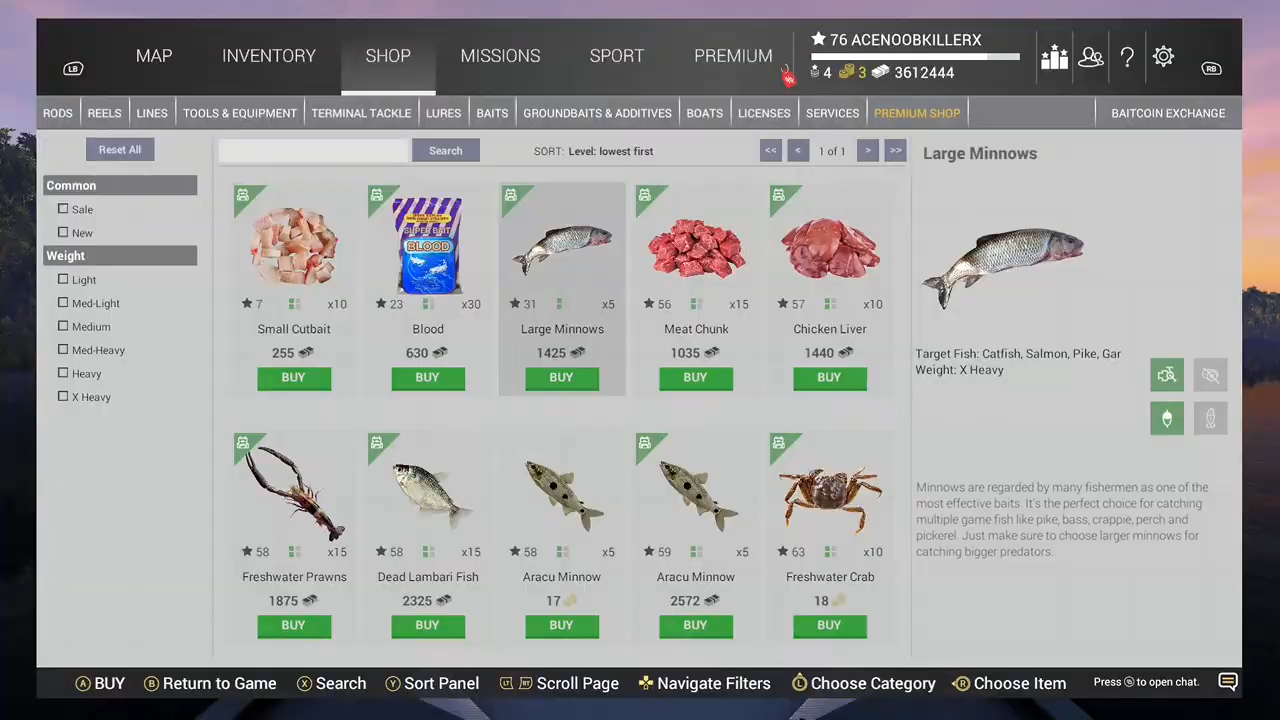 LB
MAP
INVENTORY
SHOP
MISSIONS
SPORT
PREMIUM
76 ACENOOBKILLERX
4 3 3612444
?
RB
RODS
REELS
LINES
TOOLS & EQUIPMENT
TERMINAL TACKLE
LURES
BAITS
GROUNDBAITS & ADDITIVES
BOATS
LICENSES
SERVICES
PREMIUM SHOP
BAITCOIN EXCHANGE
Reset All
Search
SORT: Level: lowest first
<< < 1 of 1 > >>
Common
Sale
New
Weight
Light
Med-Light
Medium
Med-Heavy
Heavy
X Heavy
7 x10
Small Cutbait
255
BUY
SUPER BAIT
BLOOD
23 x30
Blood
630
BUY
31 x5
Large Minnows
1425
BUY
56 x15
Meat Chunk
1035
BUY
57 x10
Chicken Liver
1440
BUY
58 x15
Freshwater Prawns
1875
BUY
58 x15
Dead Lambari Fish
2325
BUY
58 x5
Aracu Minnow
17
BUY
59 x5
Aracu Minnow
2572
BUY
63 x10
Freshwater Crab
18
BUY
Large Minnows
Target Fish: Catfish, Salmon, Pike, Gar
Weight: X Heavy
Minnows are regarded by many fishermen as one of the
most effective baits. It's the perfect choice for catching
multiple game fish like pike, bass, crappie, perch and
pickerel. Just make sure to choose larger minnows for
catching bigger predators.
A BUY
B Return to Game
X Search
Y Sort Panel
LT RT Scroll Page
Navigate Filters
L Choose Category
R Choose Item
Press to open chat.